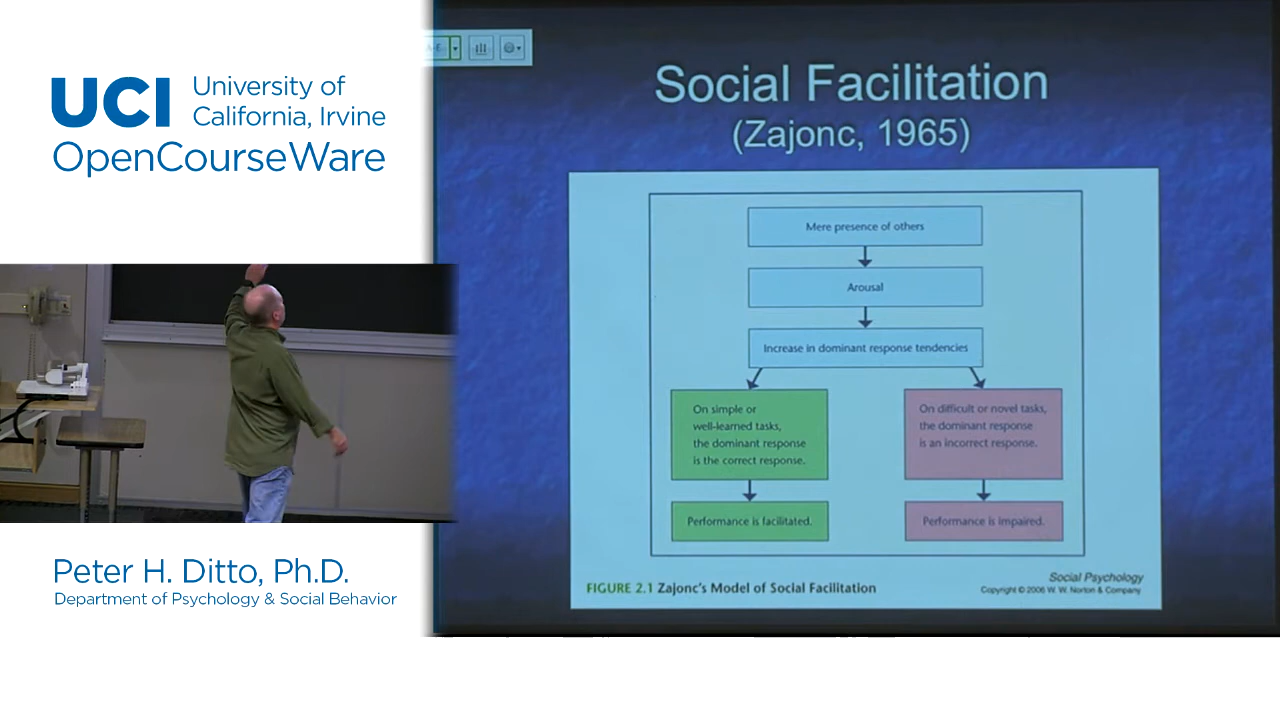 UCI University of
California, Irvine
OpenCourseWare
Peter H. Ditto, Ph.D.
Department of Psychology & Social Behavior
A-E
Social Facilitation
(Zajonc, 1965)
Mere presence of others
Arousal
Increase in dominant response tendencies
On simple or
well-learned tasks,
the dominant response
is the correct response.
On difficult or novel tasks,
the dominant response
is an incorrect response.
Performance is facilitated.
Performance is impaired.
FIGURE 2.1 Zajonc's Model of Social Facilitation
Social Psychology
Copyright © 2006 W. W. Norton & Company